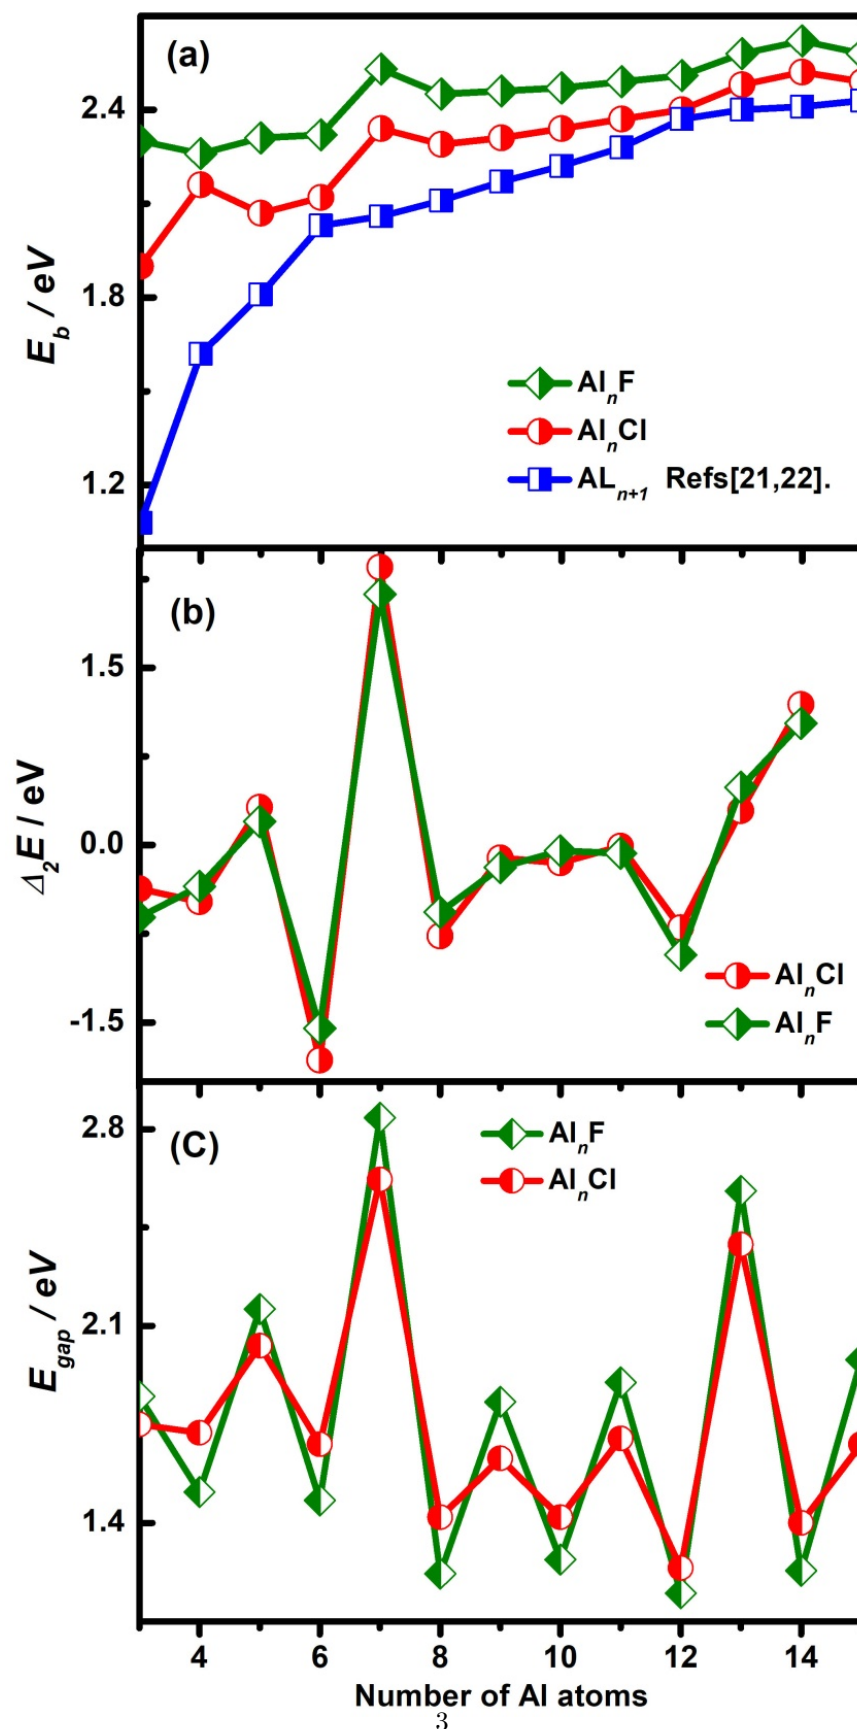 (a)
2.4
1.8
1.2
E_b / eV
Al_nF
Al_nCl
AL_{n+1} Refs[21,22].
(b)
1.5
0.0
-1.5
Δ_2E / eV
Al_nCl
Al_nF
(C)
2.8
2.1
1.4
E_gap / eV
Al_nF
Al_nCl
4 6 8 10 12 14
Number of Al atoms
3